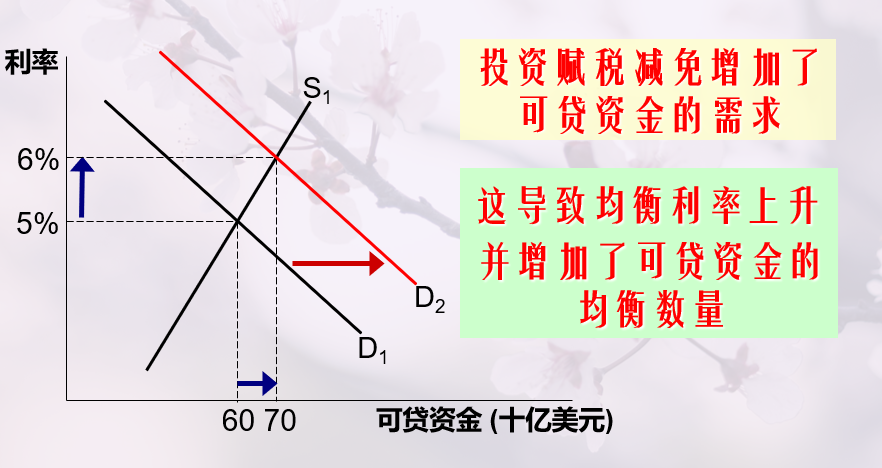 利率
S1
投资赋税减免增加了
可贷资金的需求
6%
5%
这导致均衡利率上升
并增加了可贷资金的
均衡数量
D2
D1
60 70
可贷资金 (十亿美元)